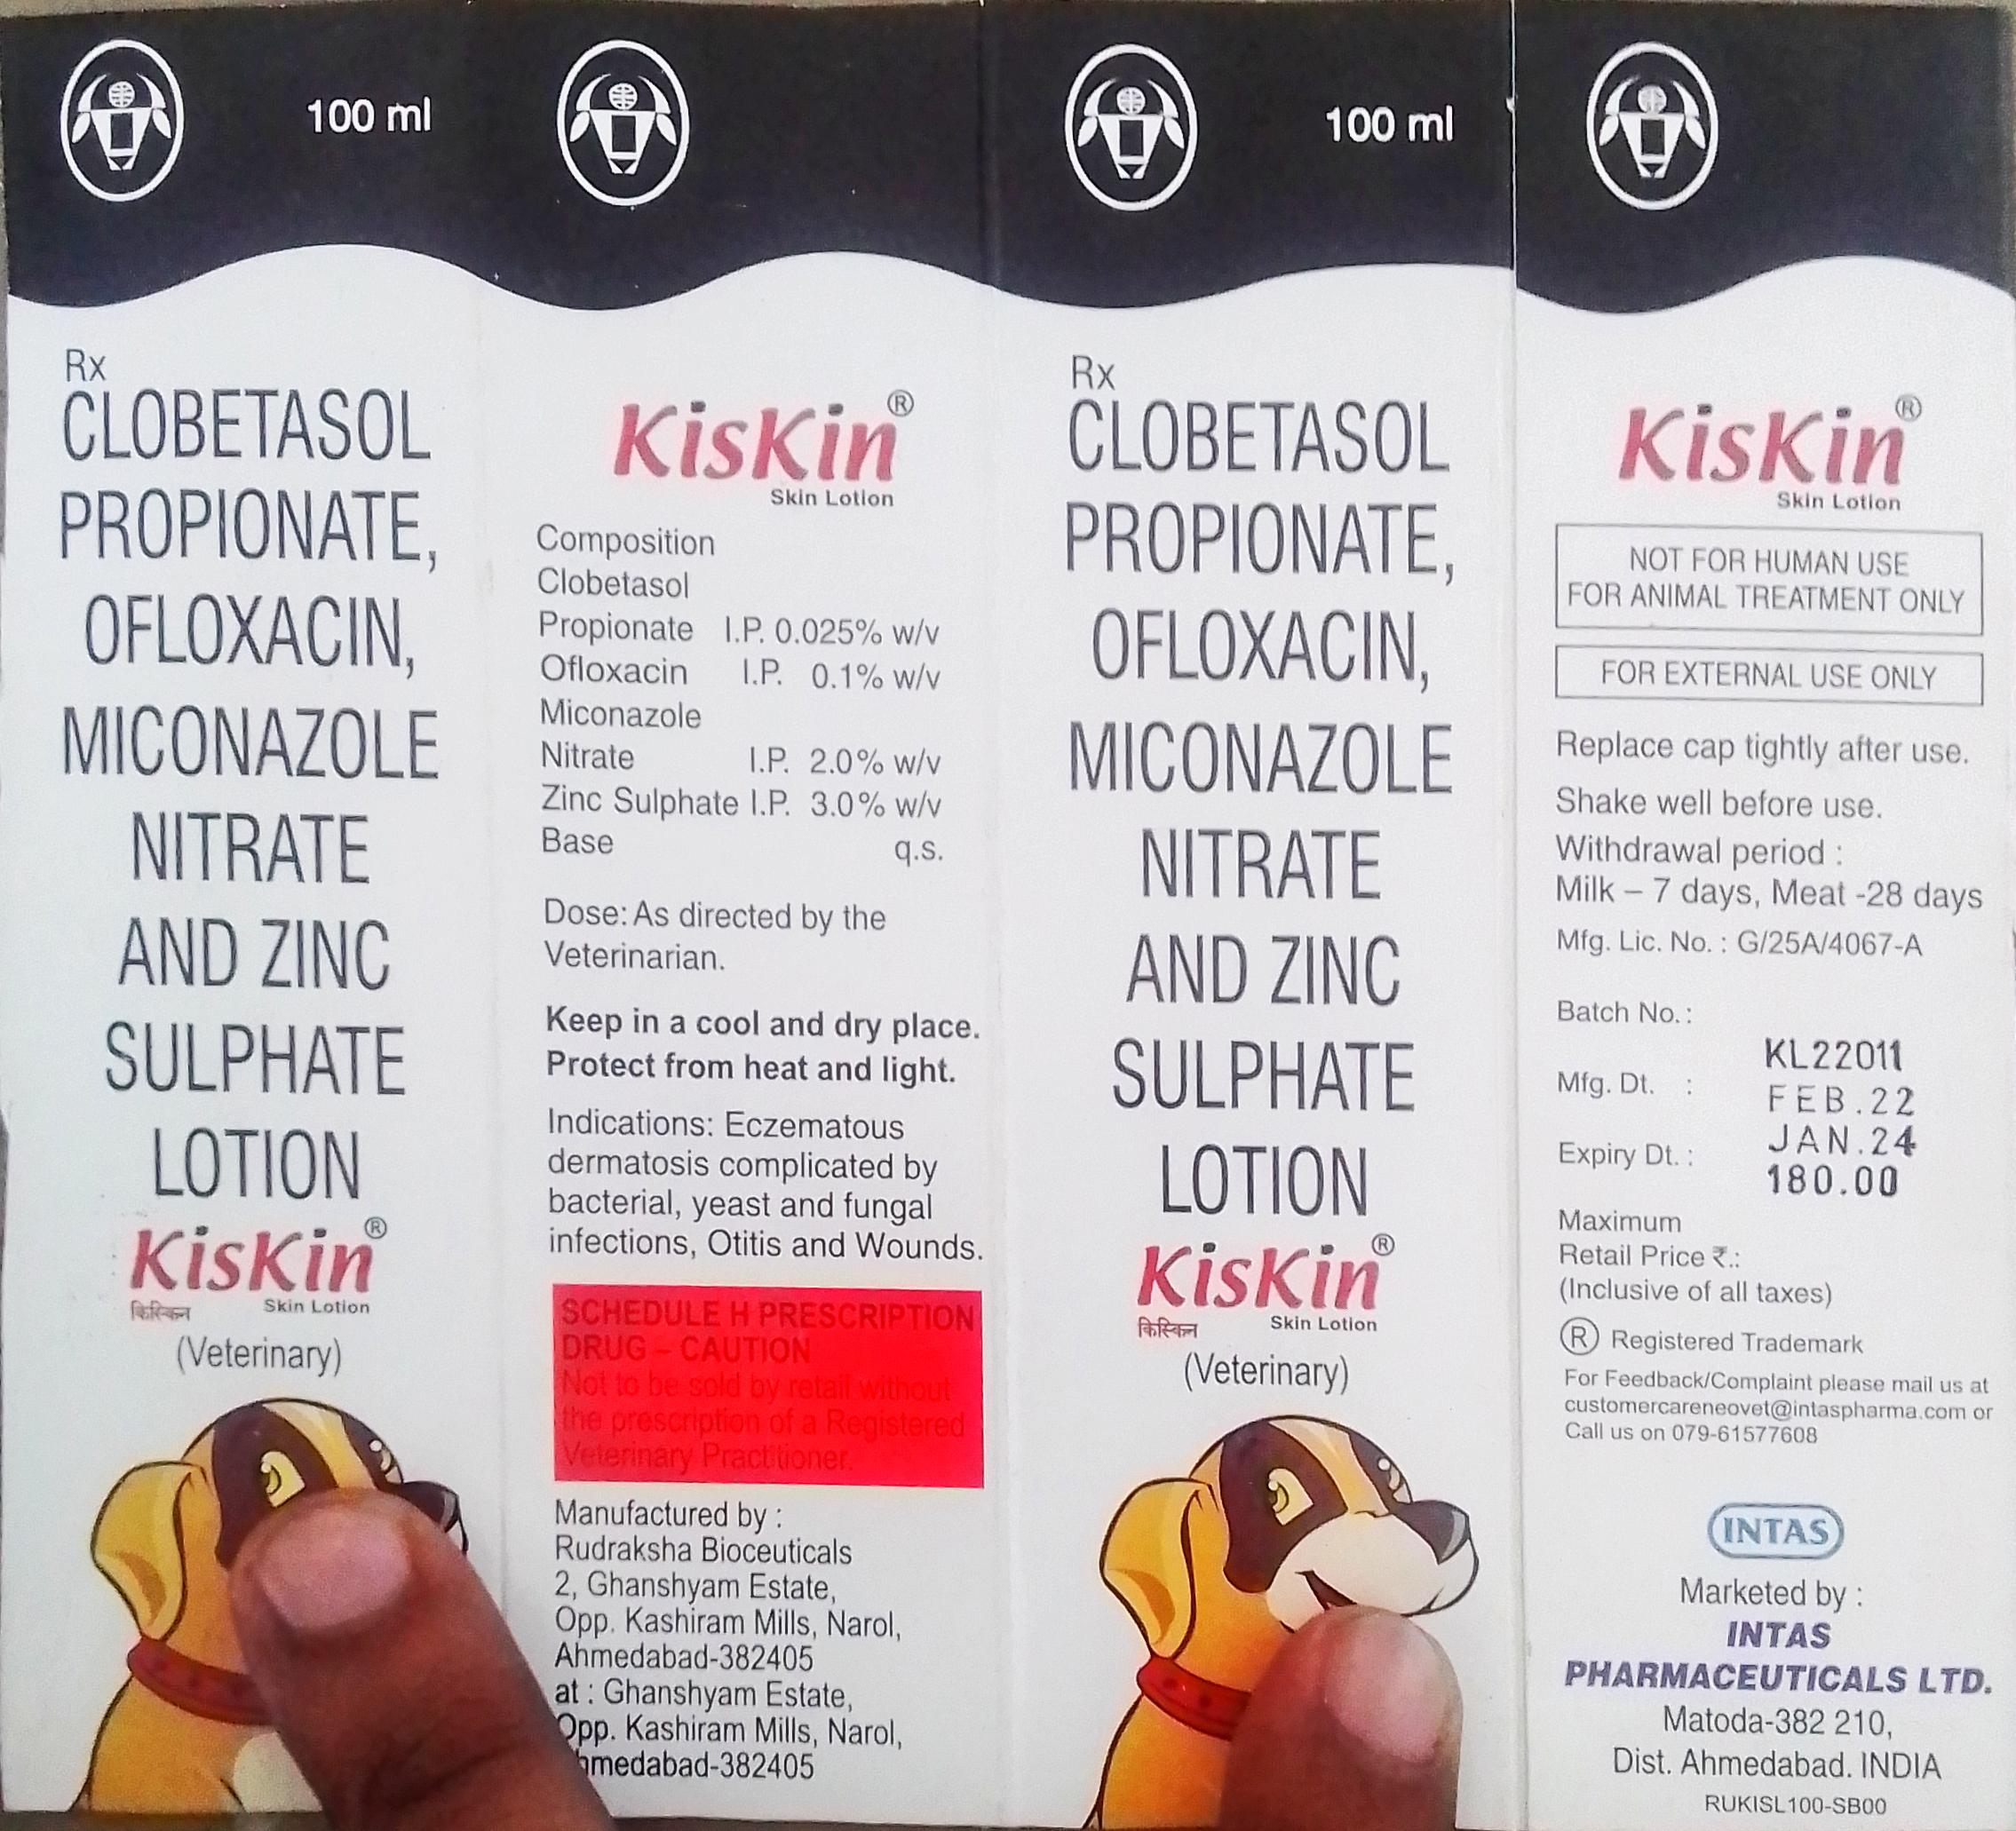 100 ml
Rx
CLOBETASOL
PROPIONATE,
OFLOXACIN,
MICONAZOLE
NITRATE
AND ZINC
SULPHATE
LOTION
KisKin®
किस्किन Skin Lotion
(Veterinary)
KisKin®
Skin Lotion
Composition
Clobetasol
Propionate I.P. 0.025% w/v
Ofloxacin I.P. 0.1% w/v
Miconazole
Nitrate I.P. 2.0% w/v
Zinc Sulphate I.P. 3.0% w/v
Base q.s.
Dose: As directed by the
Veterinarian.
Keep in a cool and dry place.
Protect from heat and light.
Indications: Eczematous
dermatosis complicated by
bacterial, yeast and fungal
infections, Otitis and Wounds.
SCHEDULE H PRESCRIPTION
DRUG – CAUTION
Not to be sold by retail without
the prescription of a Registered
Veterinary Practitioner.
Manufactured by :
Rudraksha Bioceuticals
2, Ghanshyam Estate,
Opp. Kashiram Mills, Narol,
Ahmedabad-382405
at : Ghanshyam Estate,
Opp. Kashiram Mills, Narol,
hmedabad-382405
100 ml
Rx
CLOBETASOL
PROPIONATE,
OFLOXACIN,
MICONAZOLE
NITRATE
AND ZINC
SULPHATE
LOTION
KisKin®
किस्किन Skin Lotion
(Veterinary)
KisKin®
Skin Lotion
NOT FOR HUMAN USE
FOR ANIMAL TREATMENT ONLY
FOR EXTERNAL USE ONLY
Replace cap tightly after use.
Shake well before use.
Withdrawal period :
Milk – 7 days, Meat -28 days
Mfg. Lic. No. : G/25A/4067-A
Batch No. :
KL22011
Mfg. Dt. :
FEB.22
JAN.24
Expiry Dt. :
180.00
Maximum
Retail Price ₹.:
(Inclusive of all taxes)
® Registered Trademark
For Feedback/Complaint please mail us at
customercareneovet@intaspharma.com or
Call us on 079-61577608
INTAS
Marketed by :
INTAS
PHARMACEUTICALS LTD.
Matoda-382 210,
Dist. Ahmedabad. INDIA
RUKISL100-SB00